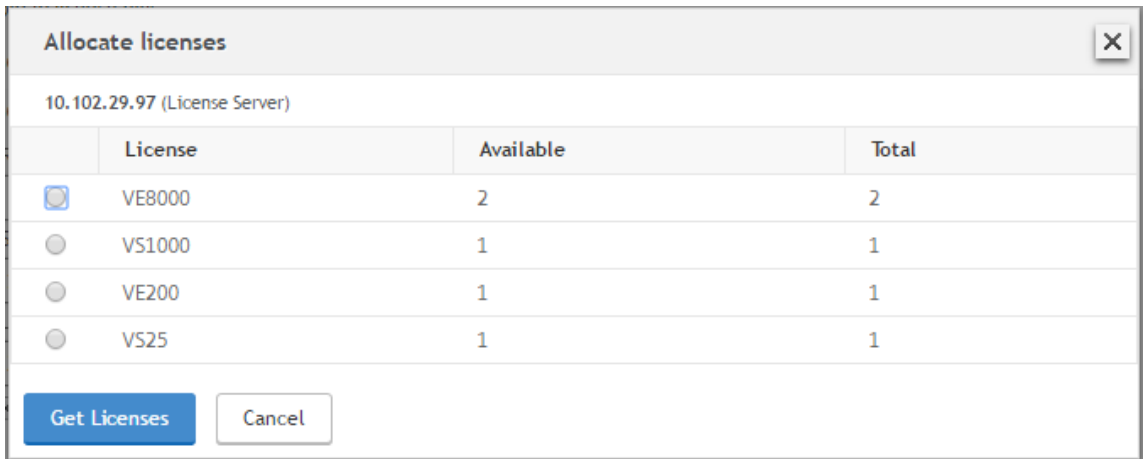 Allocate licenses
10.102.29.97 (License Server)
License Available Total
VE8000 2 2
VS1000 1 1
VE200 1 1
VS25 1 1
Get Licenses Cancel